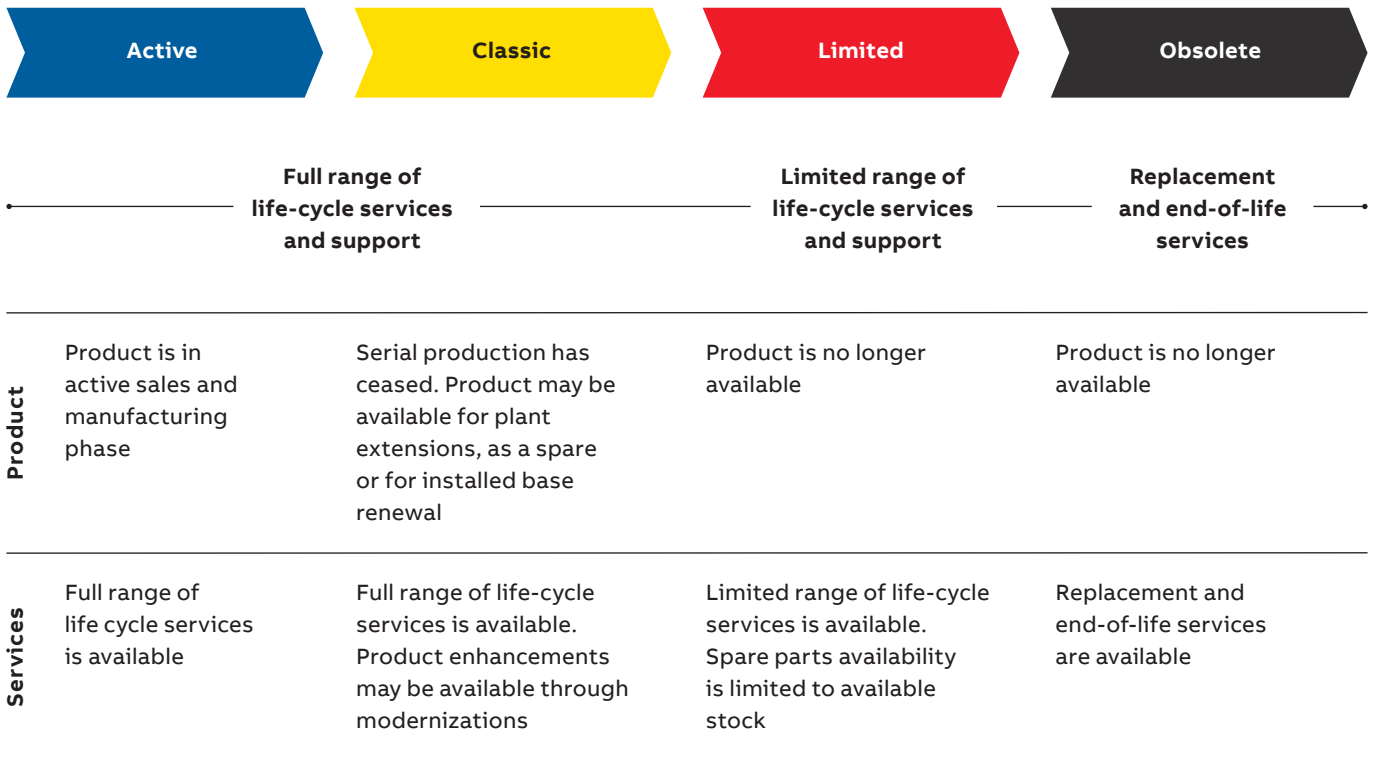 Active
Classic
Limited
Obsolete
Full range of
life-cycle services
and support
Limited range of
life-cycle services
and support
Replacement
and end-of-life
services
Product
Product is in
active sales and
manufacturing
phase
Serial production has
ceased. Product may be
available for plant
extensions, as a spare
or for installed base
renewal
Product is no longer
available
Product is no longer
available
Services
Full range of
life cycle services
is available
Full range of life-cycle
services is available.
Product enhancements
may be available through
modernizations
Limited range of life-cycle
services is available.
Spare parts availability
is limited to available
stock
Replacement and
end-of-life services
are available